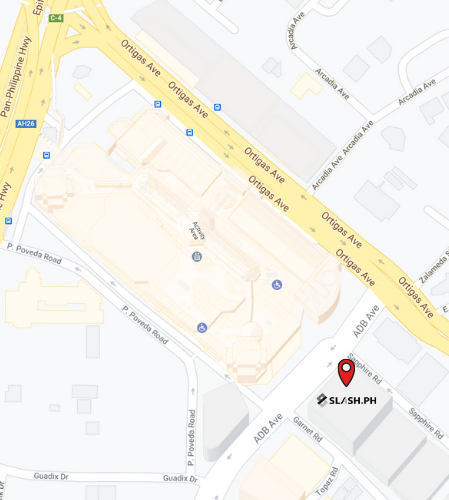 C-4
Pan-Philippine Hwy
Ortigas Ave
Ortigas Ave
Arcadia Ave
Arcadia Ave
Arcadia Ave
Arcadia Ave
AH26
Hwy
Ortigas Ave
Ortigas Ave
Activity
Area
Ortigas Ave
Ortigas Ave
Ortigas Ave
P. Poveda Road
P. Poveda Road
P. Poveda Road
ADB Ave
ADB Ave
Sapphire Rd
Sapphire Rd
SLASH.PH
Garnet Rd
Topaz Rd
Guadix Dr
Guadix Dr